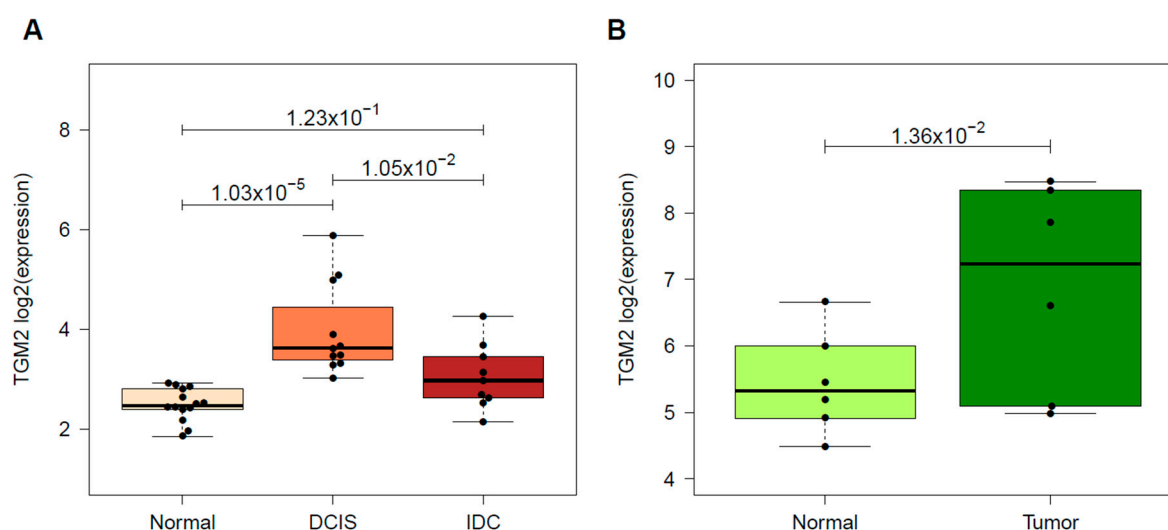 A
TGM2 log2(expression)
8
6
4
2
1.23x10⁻¹
1.05x10⁻²
1.03x10⁻⁵
Normal DCIS IDC
B
TGM2 log2(expression)
10
9
8
7
6
5
4
1.36x10⁻²
Normal Tumor